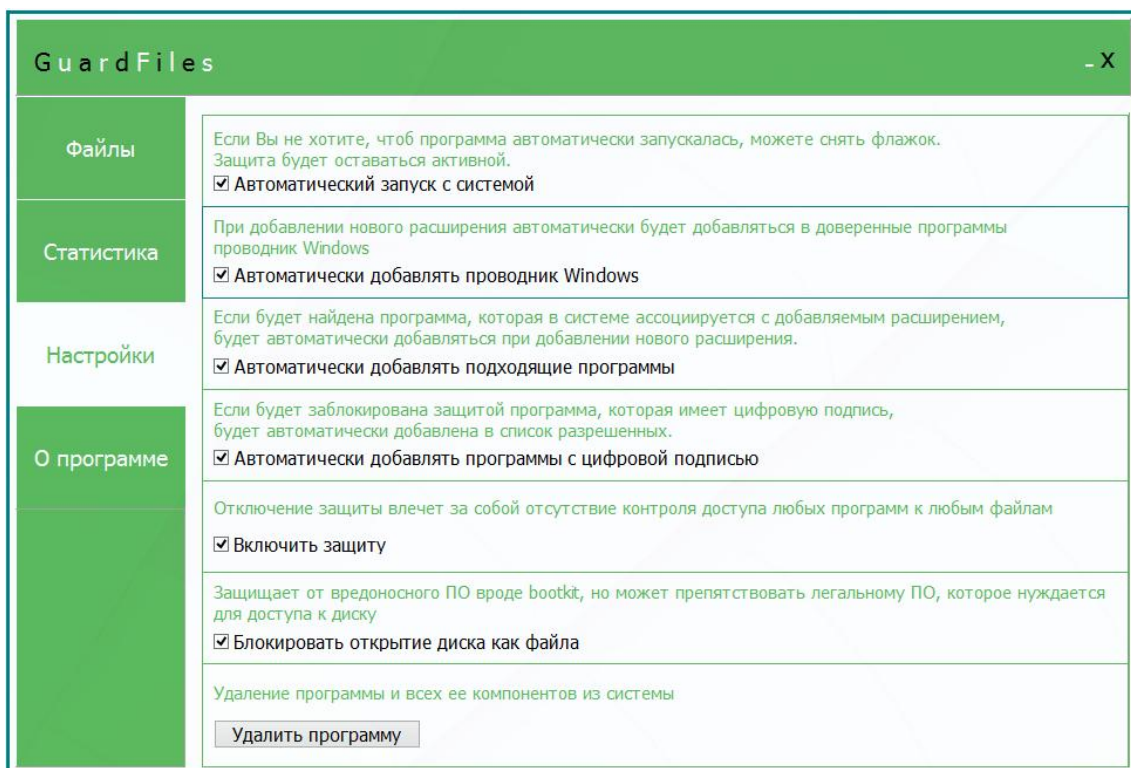 GuardFiles
- X
Файлы
Статистика
Настройки
О программе
Если Вы не хотите, чтоб программа автоматически запускалась, можете снять флажок.
Защита будет оставаться активной.
Автоматический запуск с системой
При добавлении нового расширения автоматически будет добавляться в доверенные программы
проводник Windows
Автоматически добавлять проводник Windows
Если будет найдена программа, которая в системе ассоциируется с добавляемым расширением,
будет автоматически добавляться при добавлении нового расширения.
Автоматически добавлять подходящие программы
Если будет заблокирована защитой программа, которая имеет цифровую подпись,
будет автоматически добавлена в список разрешенных.
Автоматически добавлять программы с цифровой подписью
Отключение защиты влечет за собой отсутствие контроля доступа любых программ к любым файлам
Включить защиту
Защищает от вредоносного ПО вроде bootkit, но может препятствовать легальному ПО, которое нуждается
для доступа к диску
Блокировать открытие диска как файла
Удаление программы и всех ее компонентов из системы
Удалить программу